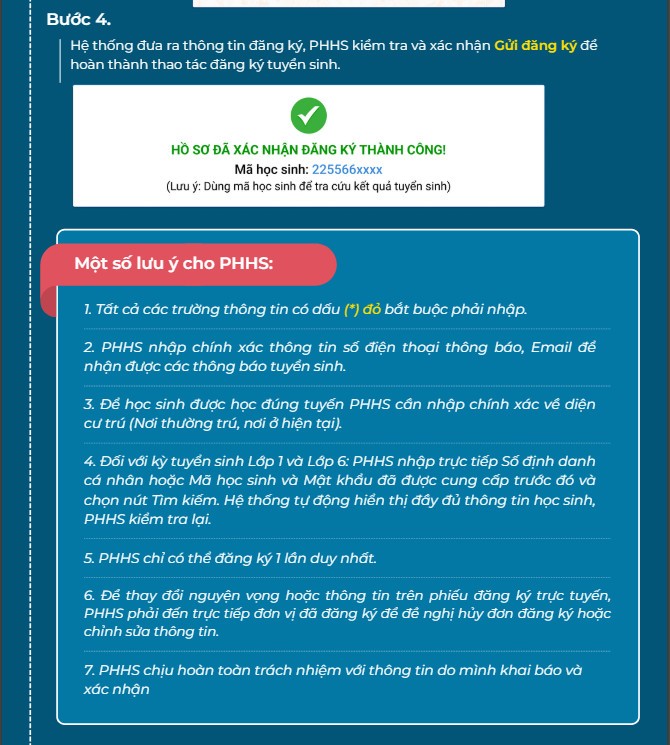 Bước 4.
Hệ thống đưa ra thông tin đăng ký, PHHS kiểm tra và xác nhận Gửi đăng ký để
hoàn thành thao tác đăng ký tuyển sinh.
HỒ SƠ ĐÃ XÁC NHẬN ĐĂNG KÝ THÀNH CÔNG!
Mã học sinh: 225566xxxx
(Lưu ý: Dùng mã học sinh để tra cứu kết quả tuyển sinh)
Một số lưu ý cho PHHS:
1. Tất cả các trường thông tin có dấu (*) đỏ bắt buộc phải nhập.
2. PHHS nhập chính xác thông tin số điện thoại thông báo, Email để
nhận được các thông báo tuyển sinh.
3. Để học sinh được học đúng tuyến PHHS cần nhập chính xác về diện
cư trú (Nơi thường trú, nơi ở hiện tại).
4. Đối với kỳ tuyển sinh Lớp 1 và Lớp 6: PHHS nhập trực tiếp Số định danh
cá nhân hoặc Mã học sinh và Mật khẩu đã được cung cấp trước đó và
chọn nút Tìm kiếm. Hệ thống tự động hiển thị đầy đủ thông tin học sinh,
PHHS kiểm tra lại.
5. PHHS chỉ có thể đăng ký 1 lần duy nhất.
6. Để thay đổi nguyện vọng hoặc thông tin trên phiếu đăng ký trực tuyến,
PHHS phải đến trực tiếp đơn vị đã đăng ký để đề nghị hủy đơn đăng ký hoặc
chỉnh sửa thông tin.
7. PHHS chịu hoàn toàn trách nhiệm với thông tin do mình khai báo và
xác nhận